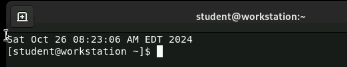 student@workstation:~
Sat Oct 26 08:23:06 AM EDT 2024
[student@workstation ~]$